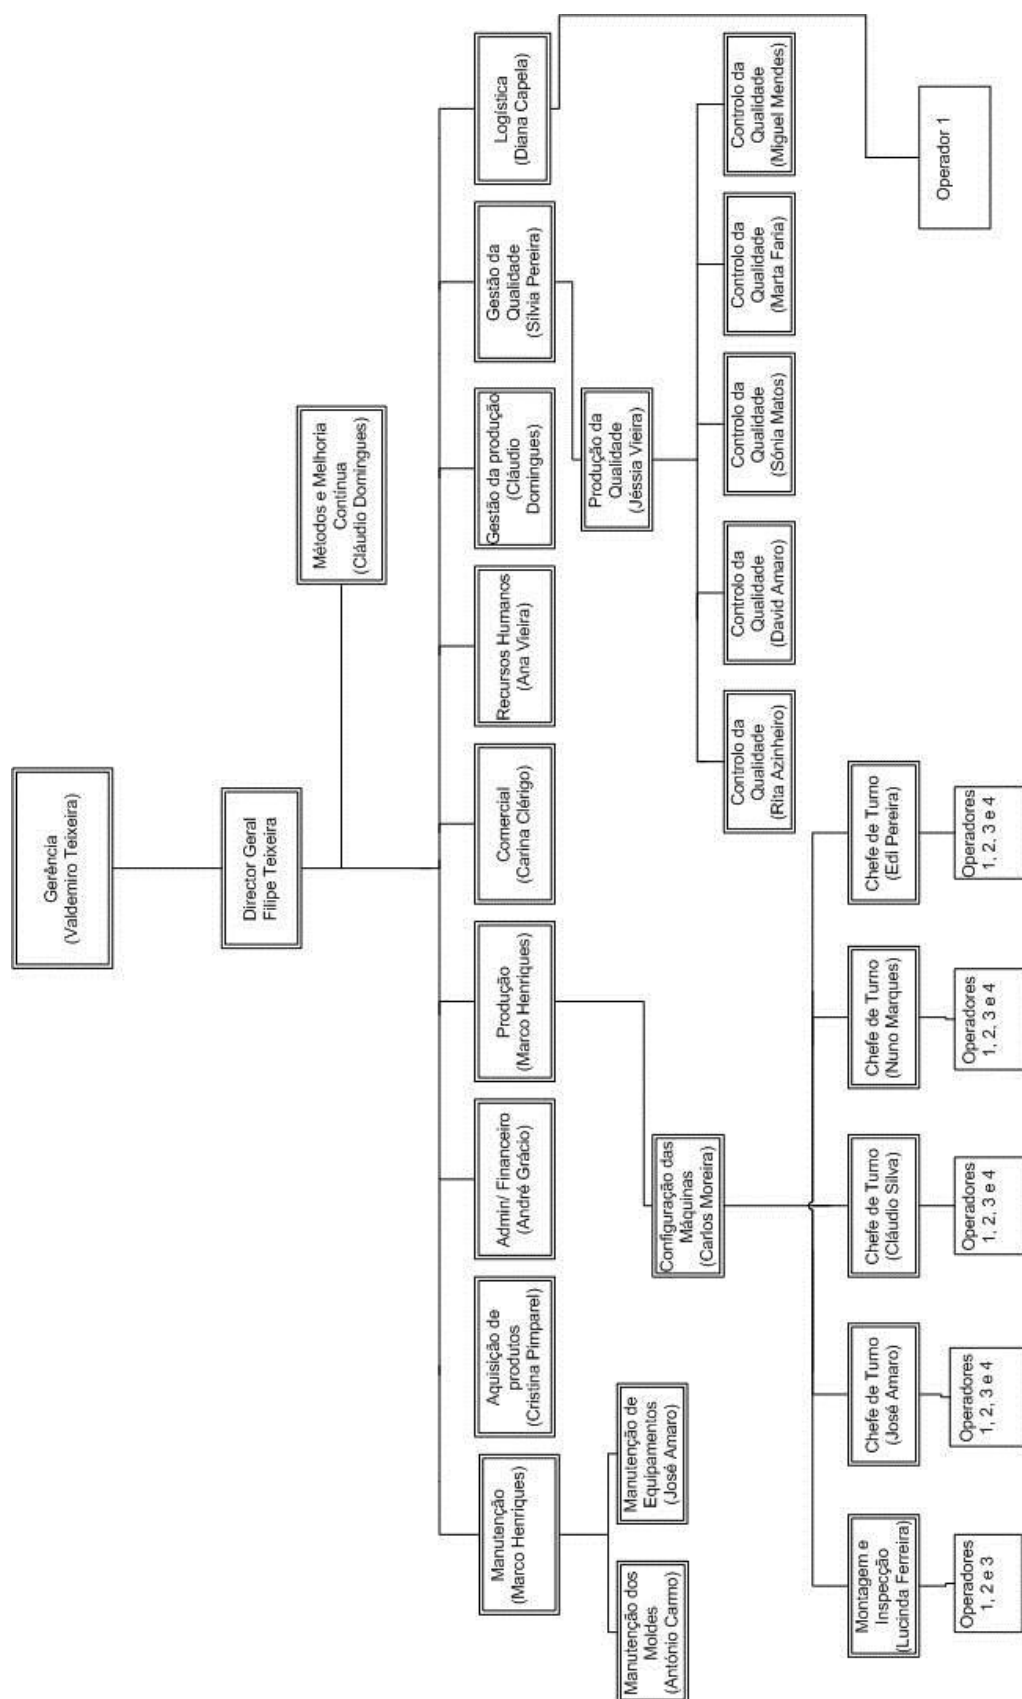 Gerência
(Valdemiro Teixeira)
Director Geral
Filipe Teixeira
Métodos e Melhoria
Contínua
(Cláudio Domingues)
Manutenção
(Marco Henriques)
Aquisição de
produtos
(Cristina Pimparel)
Admin/ Financeiro
(André Grácio)
Produção
(Marco Henriques)
Comercial
(Carina Clérigo)
Recursos Humanos
(Ana Vieira)
Gestão da produção
(Cláudio
Domingues)
Gestão da
Qualidade
(Sílvia Pereira)
Logística
(Diana Capela)
Manutenção dos
Moldes
(António Carmo)
Manutenção de
Equipamentos
(José Amaro)
Configuração das
Máquinas
(Carlos Moreira)
Produção da
Qualidade
(Jéssia Vieira)
Controlo da
Qualidade
(Rita Azinheiro)
Controlo da
Qualidade
(David Amaro)
Controlo da
Qualidade
(Sónia Matos)
Controlo da
Qualidade
(Marta Faria)
Controlo da
Qualidade
(Miguel Mendes)
Montagem e
Inspecção
(Lucinda Ferreira)
Chefe de Turno
(José Amaro)
Chefe de Turno
(Cláudio Silva)
Chefe de Turno
(Nuno Marques)
Chefe de Turno
(Edi Pereira)
Operadores
1, 2 e 3
Operadores
1, 2, 3 e 4
Operadores
1, 2, 3 e 4
Operadores
1, 2, 3 e 4
Operadores
1, 2, 3 e 4
Operador 1